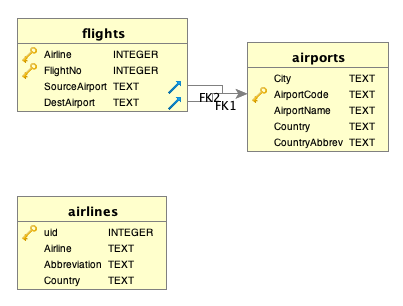 flights
Airline INTEGER
FlightNo INTEGER
SourceAirport TEXT
DestAirport TEXT
FK2
FK1
airports
City TEXT
AirportCode TEXT
AirportName TEXT
Country TEXT
CountryAbbrev TEXT
airlines
uid INTEGER
Airline TEXT
Abbreviation TEXT
Country TEXT